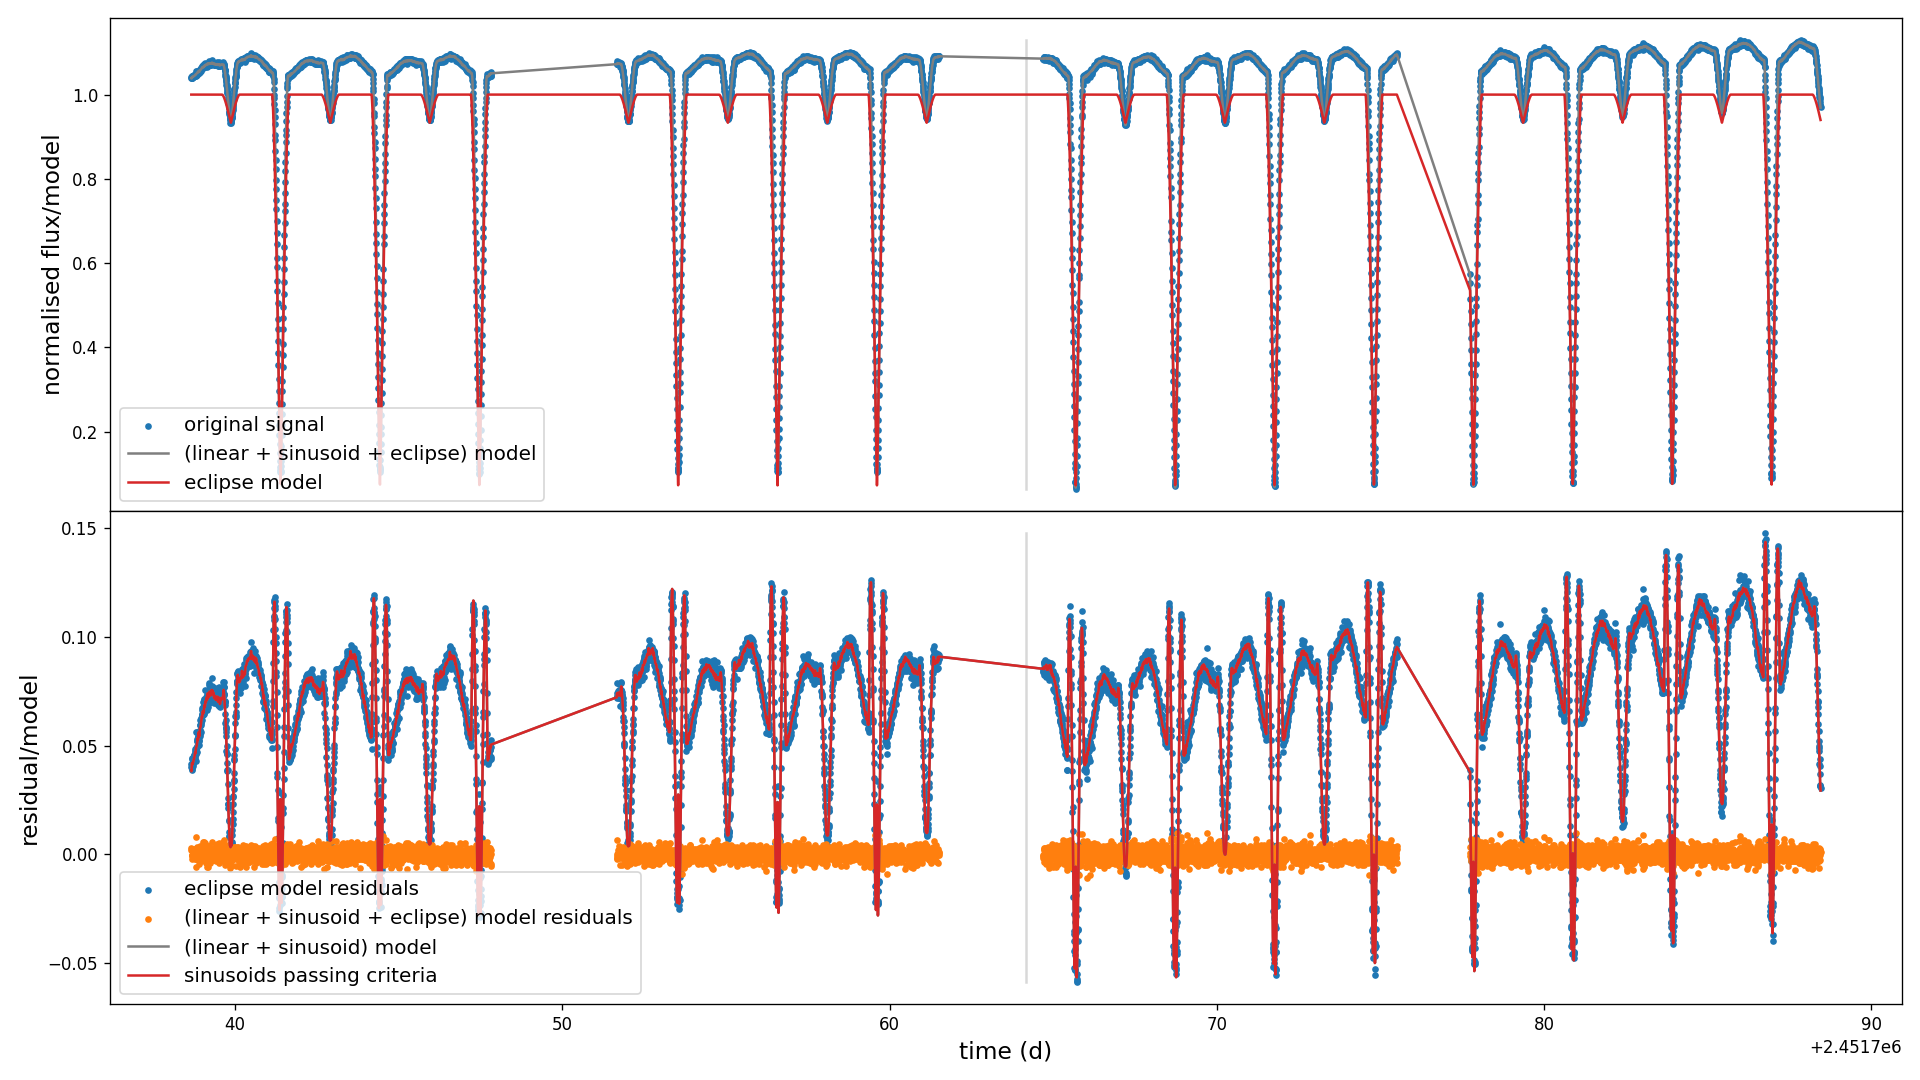 normalised flux/model
1.0
0.8
0.6
0.4
0.2
original signal
(linear + sinusoid + eclipse) model
eclipse model
residual/model
0.15
0.10
0.05
0.00
−0.05
eclipse model residuals
(linear + sinusoid + eclipse) model residuals
(linear + sinusoid) model
sinusoids passing criteria
40 50 60 70 80 90
time (d)
+2.4517e6